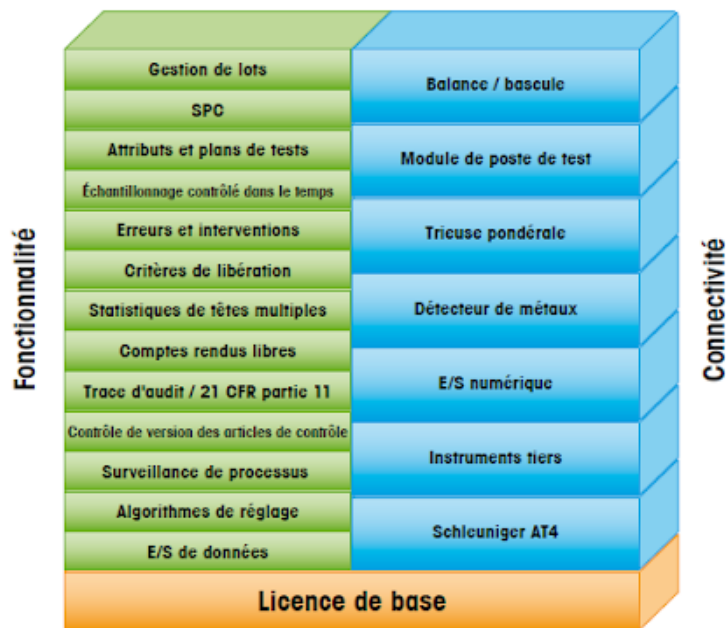 Fonctionnalité
Gestion de lots
SPC
Attributs et plans de tests
Échantillonnage contrôlé dans le temps
Erreurs et interventions
Critères de libération
Statistiques de têtes multiples
Comptes rendus libres
Trace d'audit / 21 CFR partie 11
Contrôle de version des articles de contrôle
Surveillance de processus
Algorithmes de réglage
E/S de données
Balance / bascule
Module de poste de test
Trieuse pondérale
Détecteur de métaux
E/S numérique
Instruments tiers
Schleuniger AT4
Connectivité
Licence de base